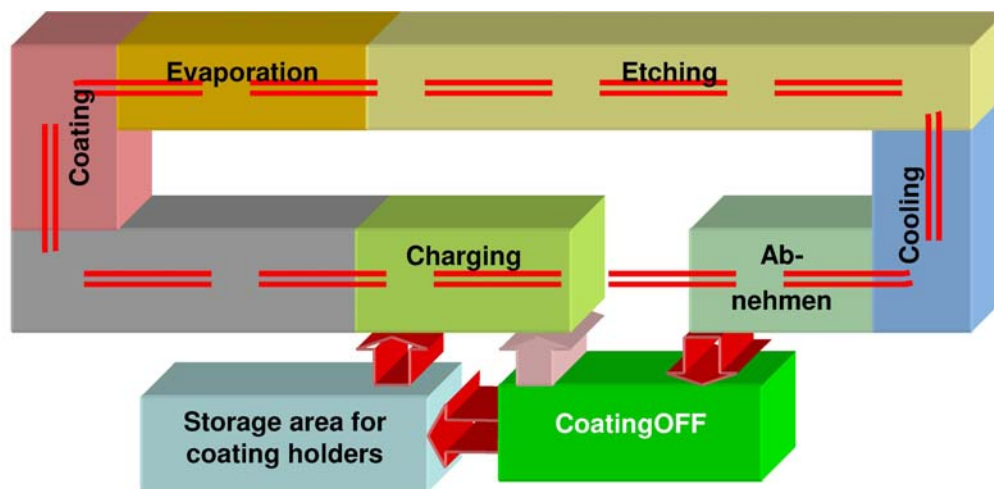 Evaporation
Etching
Coating
Cooling
Charging
Ab-
nehmen
Storage area for
coating holders
CoatingOFF